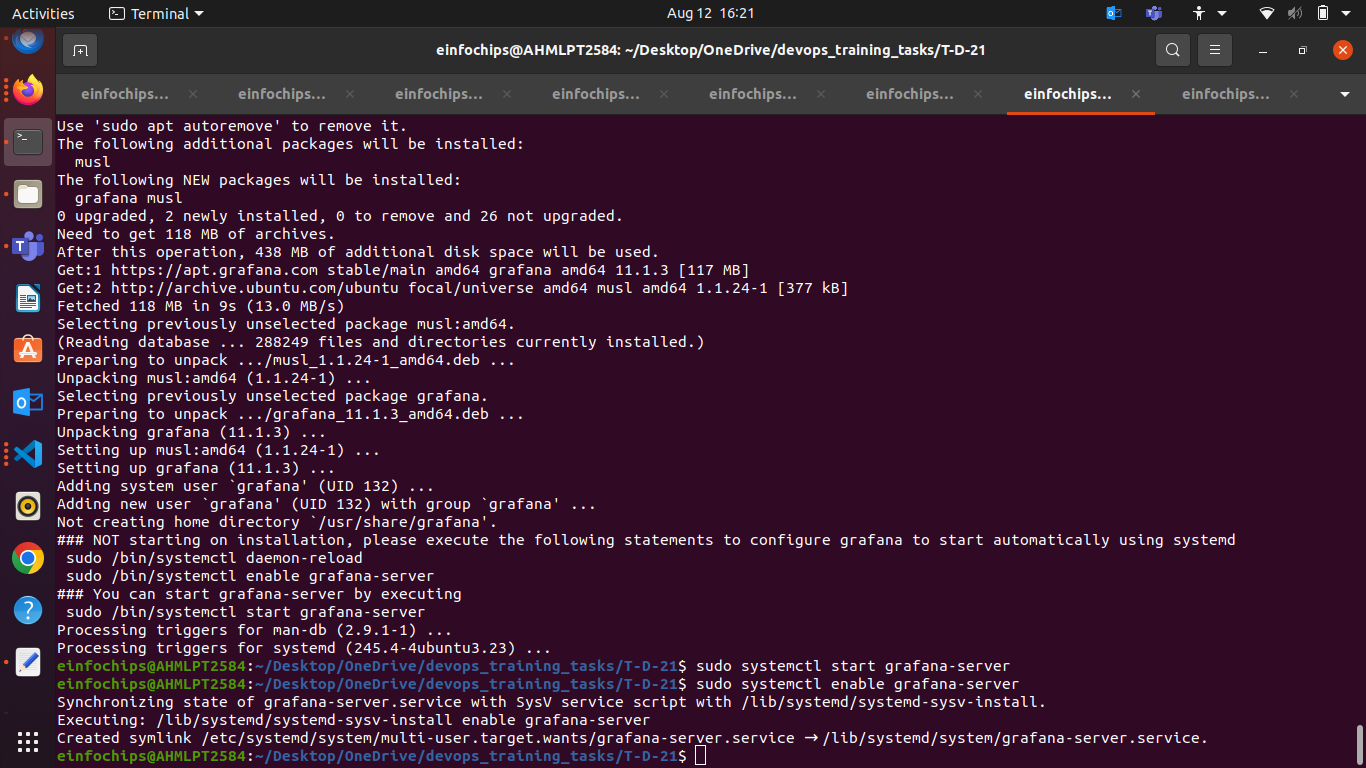 Activities
Terminal
Aug 12 16:21
einfochips@AHMLPT2584: ~/Desktop/OneDrive/devops_training_tasks/T-D-21
einfochips... einfochips... einfochips... einfochips... einfochips... einfochips... einfochips... einfochips...
Use 'sudo apt autoremove' to remove it.
The following additional packages will be installed:
  musl
The following NEW packages will be installed:
  grafana musl
0 upgraded, 2 newly installed, 0 to remove and 26 not upgraded.
Need to get 118 MB of archives.
After this operation, 438 MB of additional disk space will be used.
Get:1 https://apt.grafana.com stable/main amd64 grafana amd64 11.1.3 [117 MB]
Get:2 http://archive.ubuntu.com/ubuntu focal/universe amd64 musl amd64 1.1.24-1 [377 kB]
Fetched 118 MB in 9s (13.0 MB/s)
Selecting previously unselected package musl:amd64.
(Reading database ... 288249 files and directories currently installed.)
Preparing to unpack .../musl_1.1.24-1_amd64.deb ...
Unpacking musl:amd64 (1.1.24-1) ...
Selecting previously unselected package grafana.
Preparing to unpack .../grafana_11.1.3_amd64.deb ...
Unpacking grafana (11.1.3) ...
Setting up musl:amd64 (1.1.24-1) ...
Setting up grafana (11.1.3) ...
Adding system user `grafana' (UID 132) ...
Adding new user `grafana' (UID 132) with group `grafana' ...
Not creating home directory `/usr/share/grafana'.
### NOT starting on installation, please execute the following statements to configure grafana to start automatically using systemd
 sudo /bin/systemctl daemon-reload
 sudo /bin/systemctl enable grafana-server
### You can start grafana-server by executing
 sudo /bin/systemctl start grafana-server
Processing triggers for man-db (2.9.1-1) ...
Processing triggers for systemd (245.4-4ubuntu3.23) ...
einfochips@AHMLPT2584:~/Desktop/OneDrive/devops_training_tasks/T-D-21$ sudo systemctl start grafana-server
einfochips@AHMLPT2584:~/Desktop/OneDrive/devops_training_tasks/T-D-21$ sudo systemctl enable grafana-server
Synchronizing state of grafana-server.service with SysV service script with /lib/systemd/systemd-sysv-install.
Executing: /lib/systemd/systemd-sysv-install enable grafana-server
Created symlink /etc/systemd/system/multi-user.target.wants/grafana-server.service → /lib/systemd/system/grafana-server.service.
einfochips@AHMLPT2584:~/Desktop/OneDrive/devops_training_tasks/T-D-21$